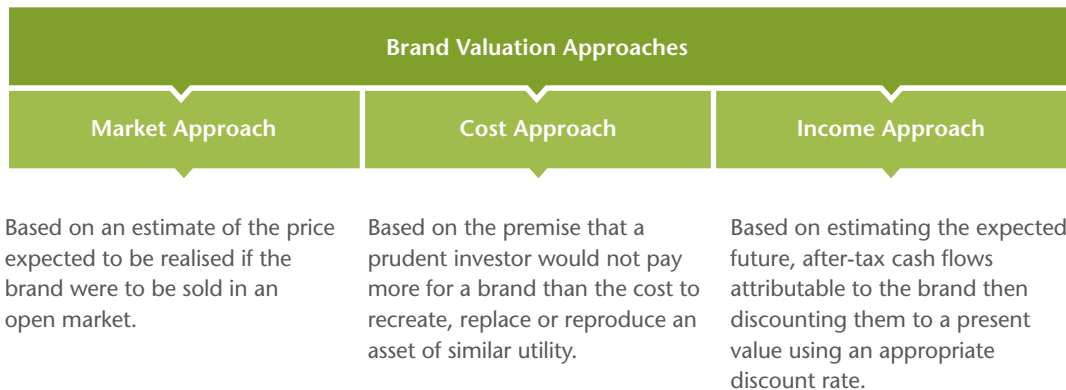 Brand Valuation Approaches
Market Approach
Cost Approach
Income Approach
Based on an estimate of the price
expected to be realised if the
brand were to be sold in an
open market.
Based on the premise that a
prudent investor would not pay
more for a brand than the cost to
recreate, replace or reproduce an
asset of similar utility.
Based on estimating the expected
future, after-tax cash flows
attributable to the brand then
discounting them to a present
value using an appropriate
discount rate.